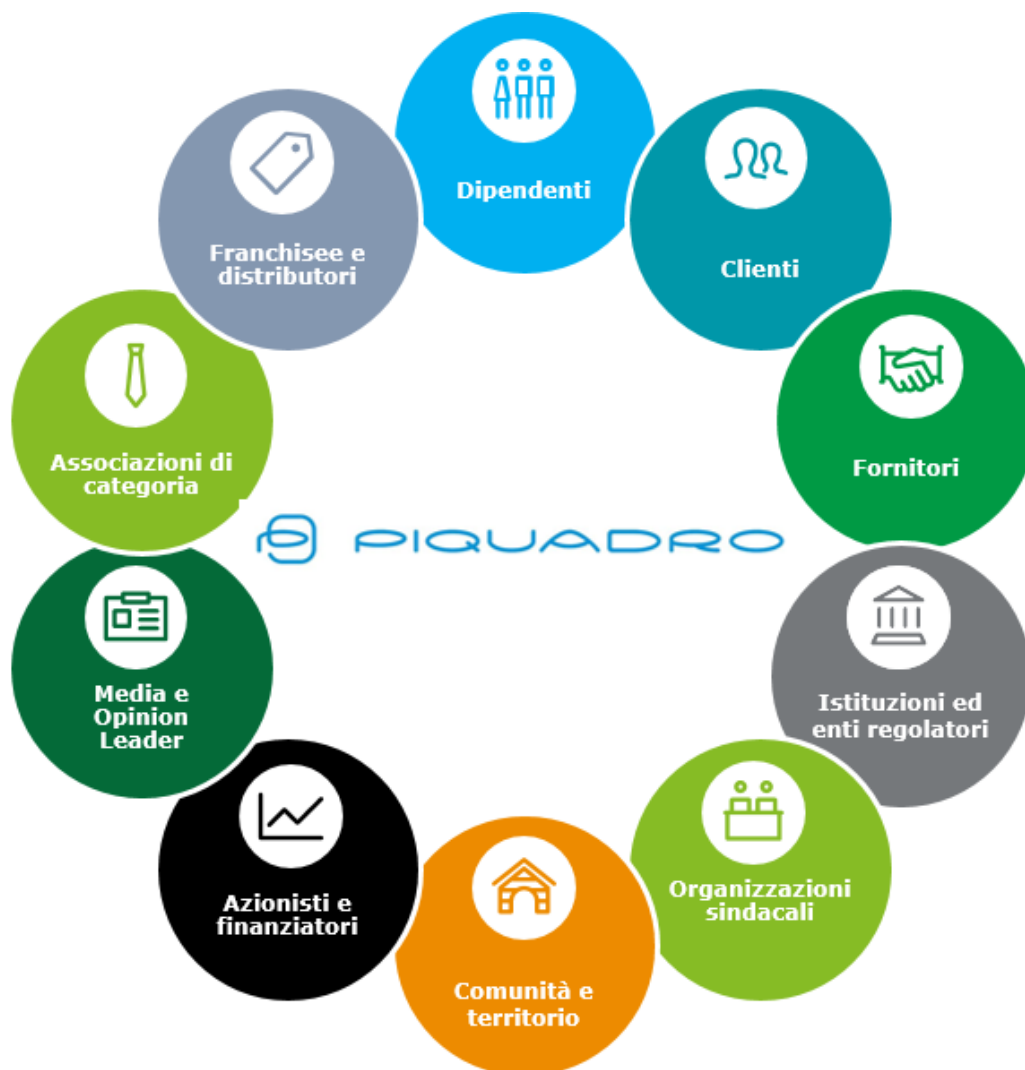 Dipendenti
Clienti
Fornitori
Istituzioni ed
enti regolatori
Organizzazioni
sindacali
Comunità e
territorio
Azionisti e
finanziatori
Media e
Opinion
Leader
Associazioni di
categoria
Franchisee e
distributori
PIQUADRO